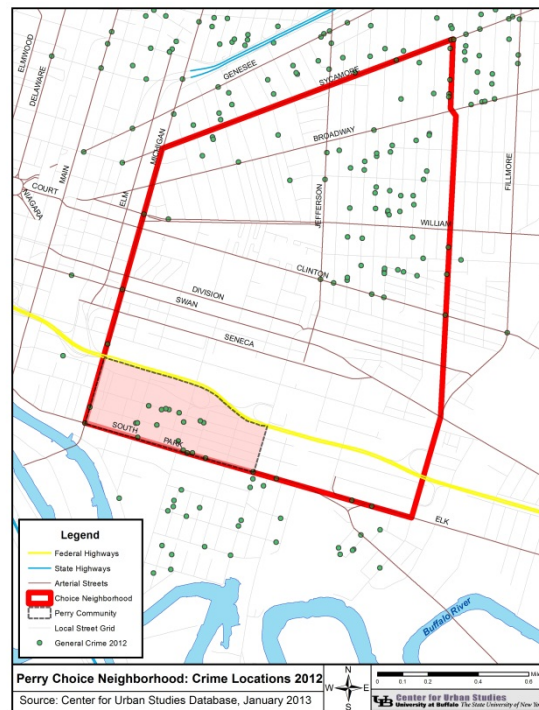 ELMWOOD
DELAWARE
GENESEE
SYCAMORE
BROADWAY
MICHIGAN
MAIN
ELM
COURT
NIAGARA
JEFFERSON
FILLMORE
WILLIAM
CLINTON
DIVISION
SWAN
SENECA
SOUTH
PARK
ELK
Buffalo River
Legend
Federal Highways
State Highways
Arterial Streets
Choice Neighborhood
Perry Community
Local Street Grid
General Crime 2012
Perry Choice Neighborhood: Crime Locations 2012
Source: Center for Urban Studies Database, January 2013
N
W E
S
0 0.1 0.2 0.4 0.6
Mi
UB Center for Urban Studies
University at Buffalo The State University of New Yor